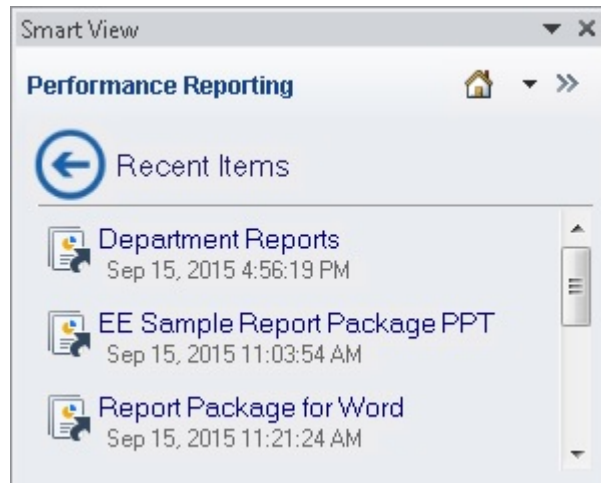 Smart View
Performance Reporting
Recent Items
Department Reports
Sep 15, 2015 4:56:19 PM
EE Sample Report Package PPT
Sep 15, 2015 11:03:54 AM
Report Package for Word
Sep 15, 2015 11:21:24 AM